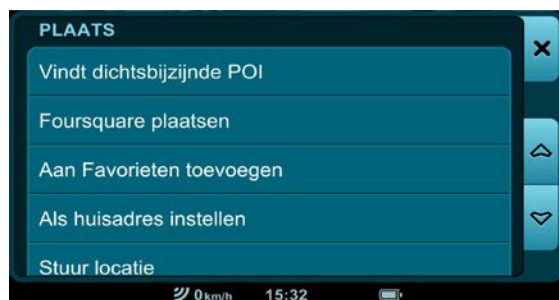 PLAATS
Vindt dichtsbijzijnde POI
Foursquare plaatsen
Aan Favorieten toevoegen
Als huisadres instellen
Stuur locatie
0 km/h 15:32